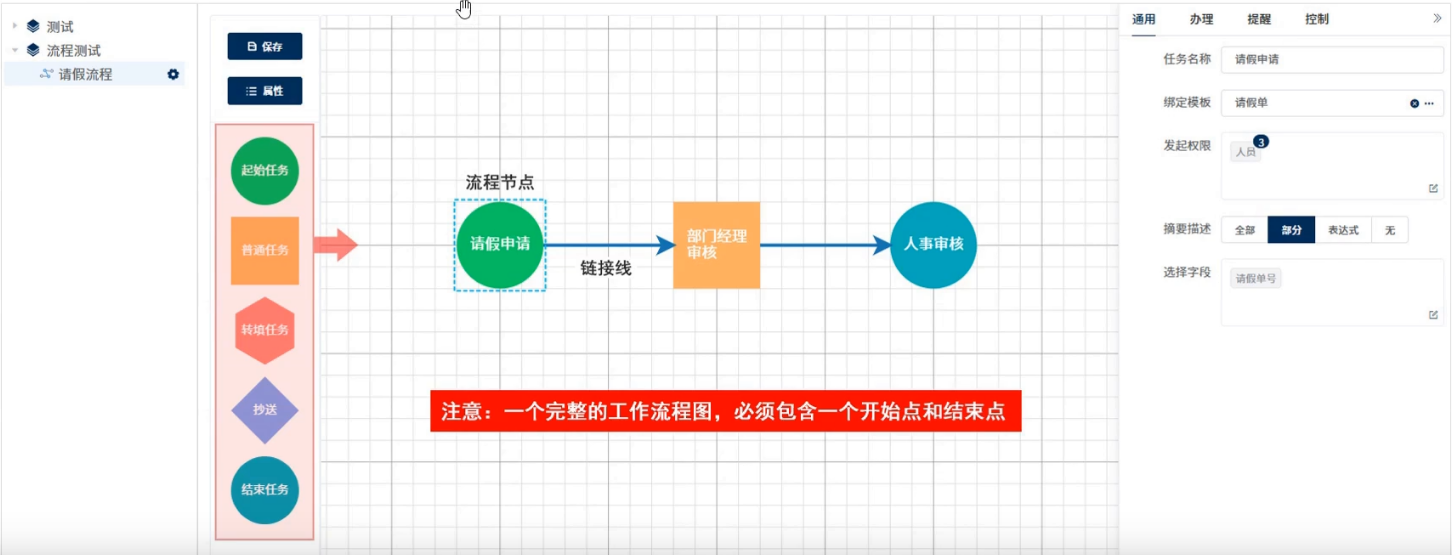 测试
流程测试
请假流程
保存
属性
起始任务
普通任务
转填任务
抄送
结束任务
流程节点
请假申请
链接线
部门经理
审核
人事审核
注意：一个完整的工作流程图，必须包含一个开始点和结束点
通用 办理 提醒 控制
任务名称 请假申请
绑定模板 请假单
发起权限 人员 3
摘要描述 全部 部分 表达式 无
选择字段 请假单号